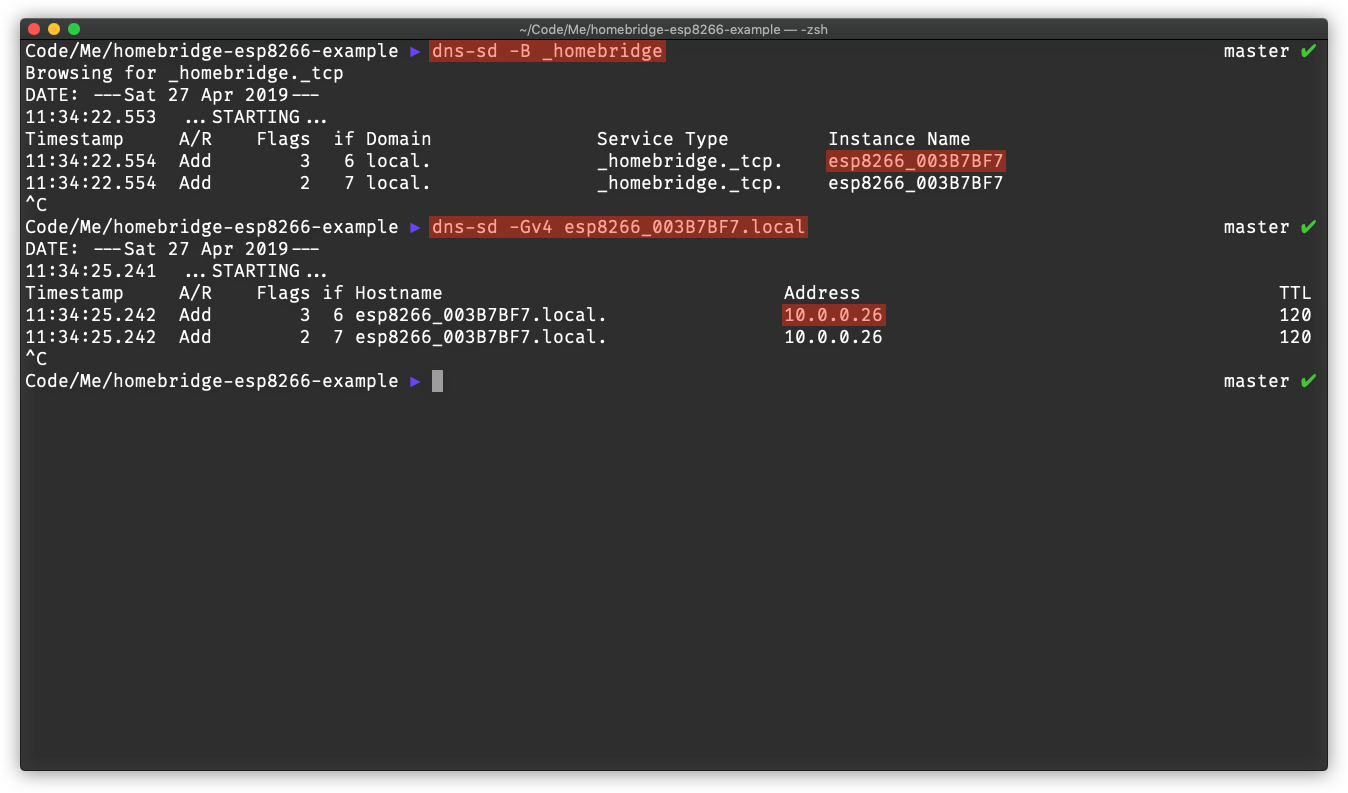 ~/Code/Me/homebridge-esp8266-example — -zsh
Code/Me/homebridge-esp8266-example ▶ dns-sd -B _homebridge master ✔
Browsing for _homebridge._tcp
DATE: ---Sat 27 Apr 2019---
11:34:22.553 ...STARTING...
Timestamp A/R Flags if Domain Service Type Instance Name
11:34:22.554 Add 3 6 local. _homebridge._tcp. esp8266_003B7BF7
11:34:22.554 Add 2 7 local. _homebridge._tcp. esp8266_003B7BF7
^C
Code/Me/homebridge-esp8266-example ▶ dns-sd -Gv4 esp8266_003B7BF7.local master ✔
DATE: ---Sat 27 Apr 2019---
11:34:25.241 ...STARTING...
Timestamp A/R Flags if Hostname Address TTL
11:34:25.242 Add 3 6 esp8266_003B7BF7.local. 10.0.0.26 120
11:34:25.242 Add 2 7 esp8266_003B7BF7.local. 10.0.0.26 120
^C
Code/Me/homebridge-esp8266-example ▶ master ✔